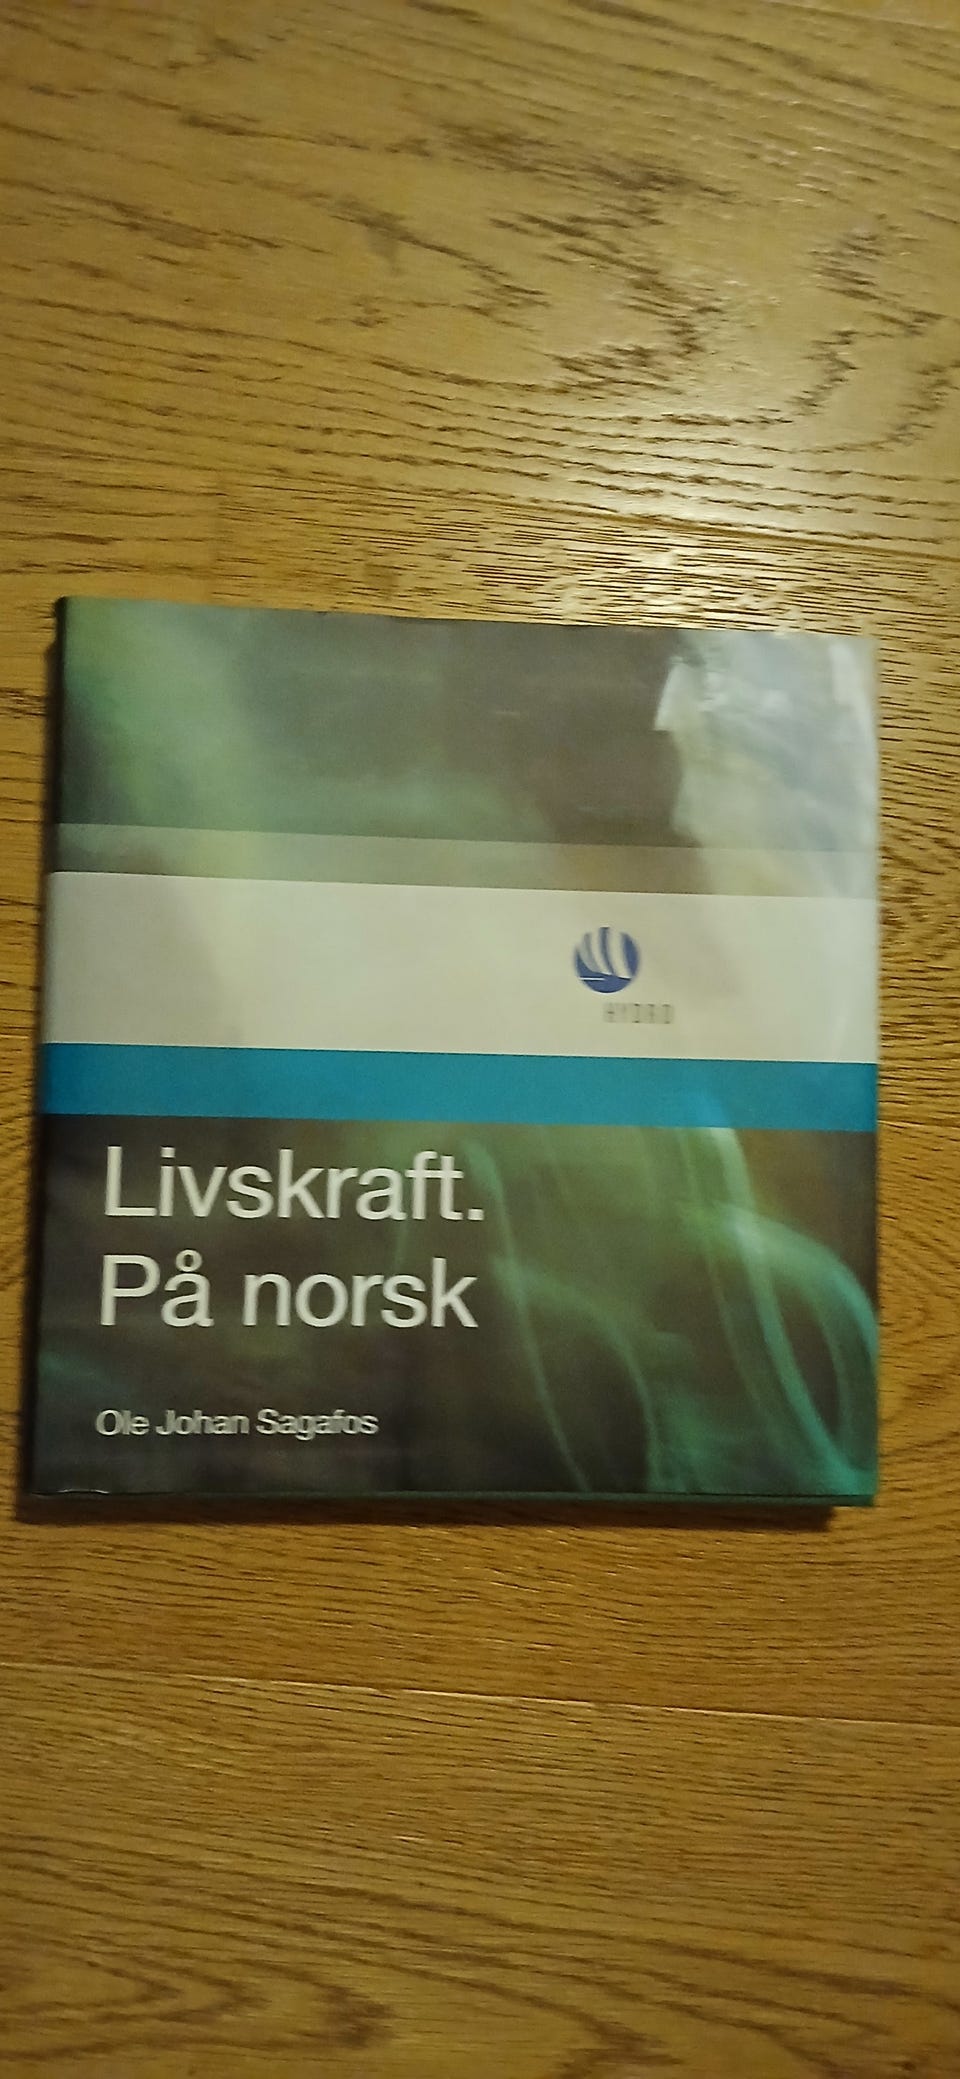 HYDRO
Livskraft.
På norsk
Ole Johan Sagafos